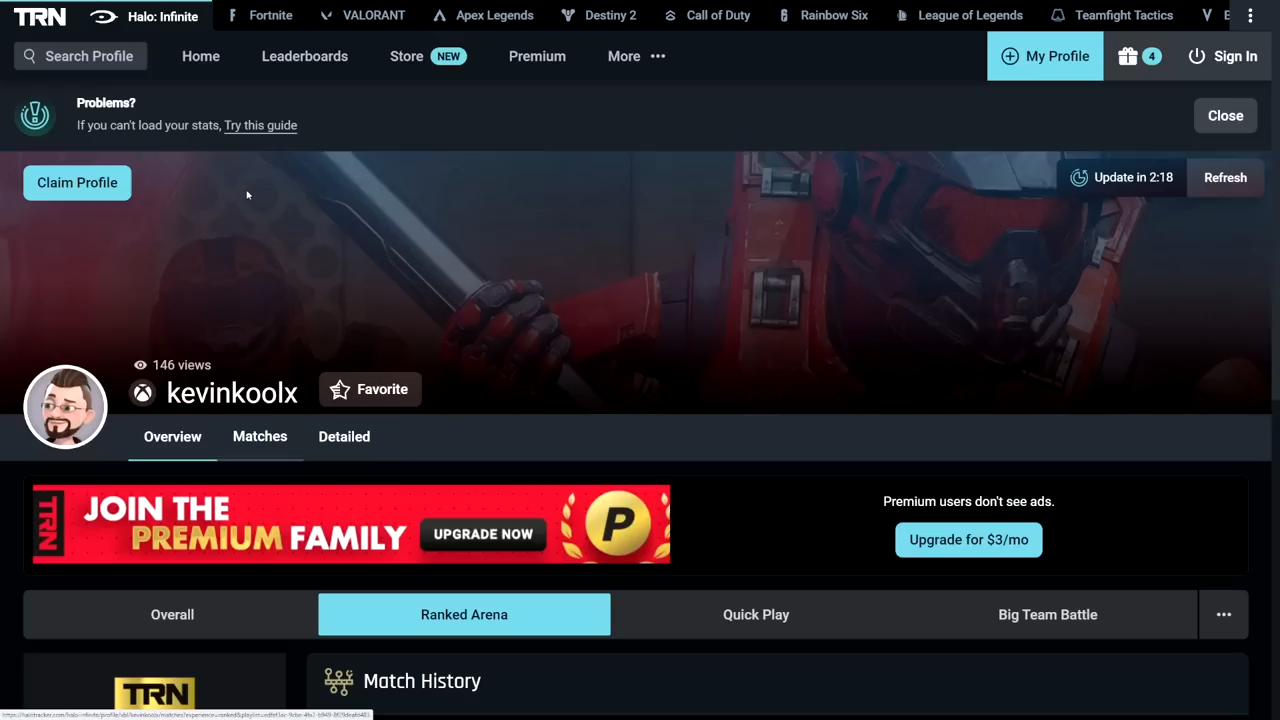 TRN Halo: Infinite Fortnite VALORANT Apex Legends Destiny 2 Call of Duty Rainbow Six League of Legends Teamfight Tactics
Search Profile Home Leaderboards Store NEW Premium More My Profile 4 Sign In
Problems?
If you can't load your stats, Try this guide
Close
Claim Profile
Update in 2:18 Refresh
146 views
kevinkoolx
Favorite
Overview Matches Detailed
TRN
JOIN THE
PREMIUM FAMILY
UPGRADE NOW
P
Premium users don't see ads.
Upgrade for $3/mo
Overall Ranked Arena Quick Play Big Team Battle
TRN
Match History